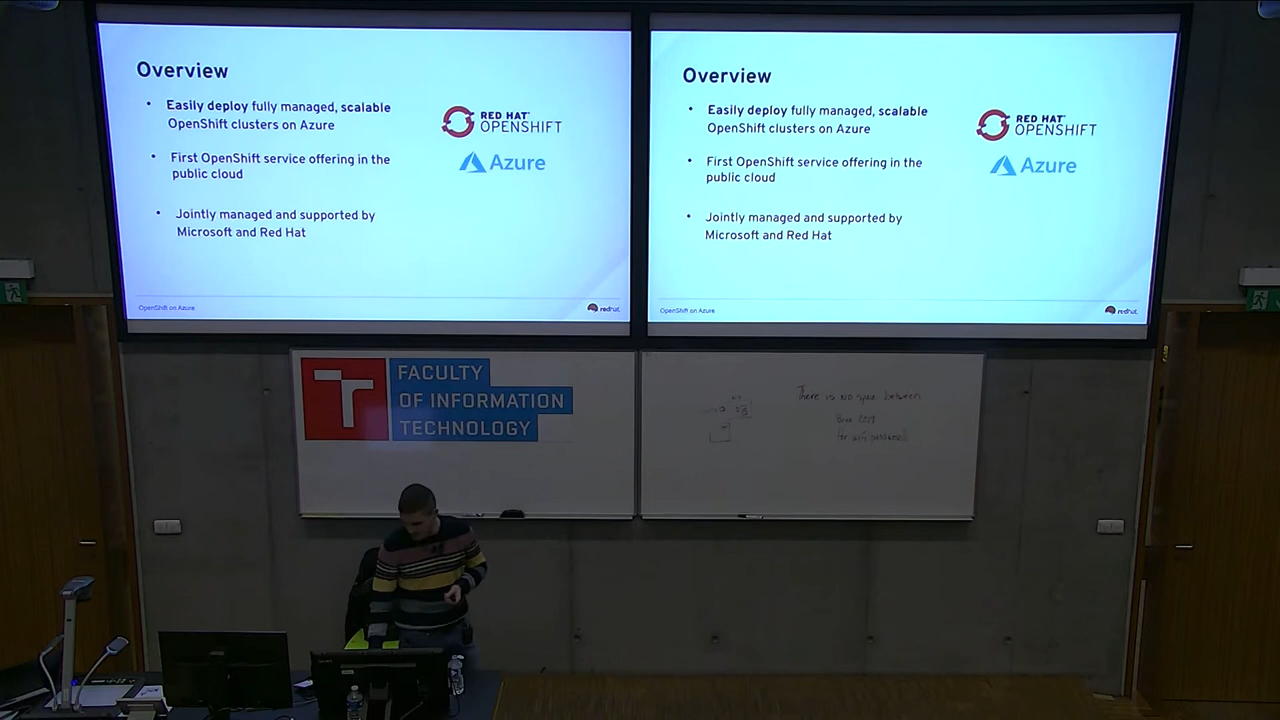 Overview
• Easily deploy fully managed, scalable
OpenShift clusters on Azure
• First OpenShift service offering in the
public cloud
• Jointly managed and supported by
Microsoft and Red Hat
RED HAT
OPENSHIFT
Azure
OpenShift on Azure
redhat.
Overview
• Easily deploy fully managed, scalable
OpenShift clusters on Azure
• First OpenShift service offering in the
public cloud
• Jointly managed and supported by
Microsoft and Red Hat
RED HAT
OPENSHIFT
Azure
OpenShift on Azure
redhat.
FACULTY
OF INFORMATION
TECHNOLOGY
There is NO space between
for wifi password